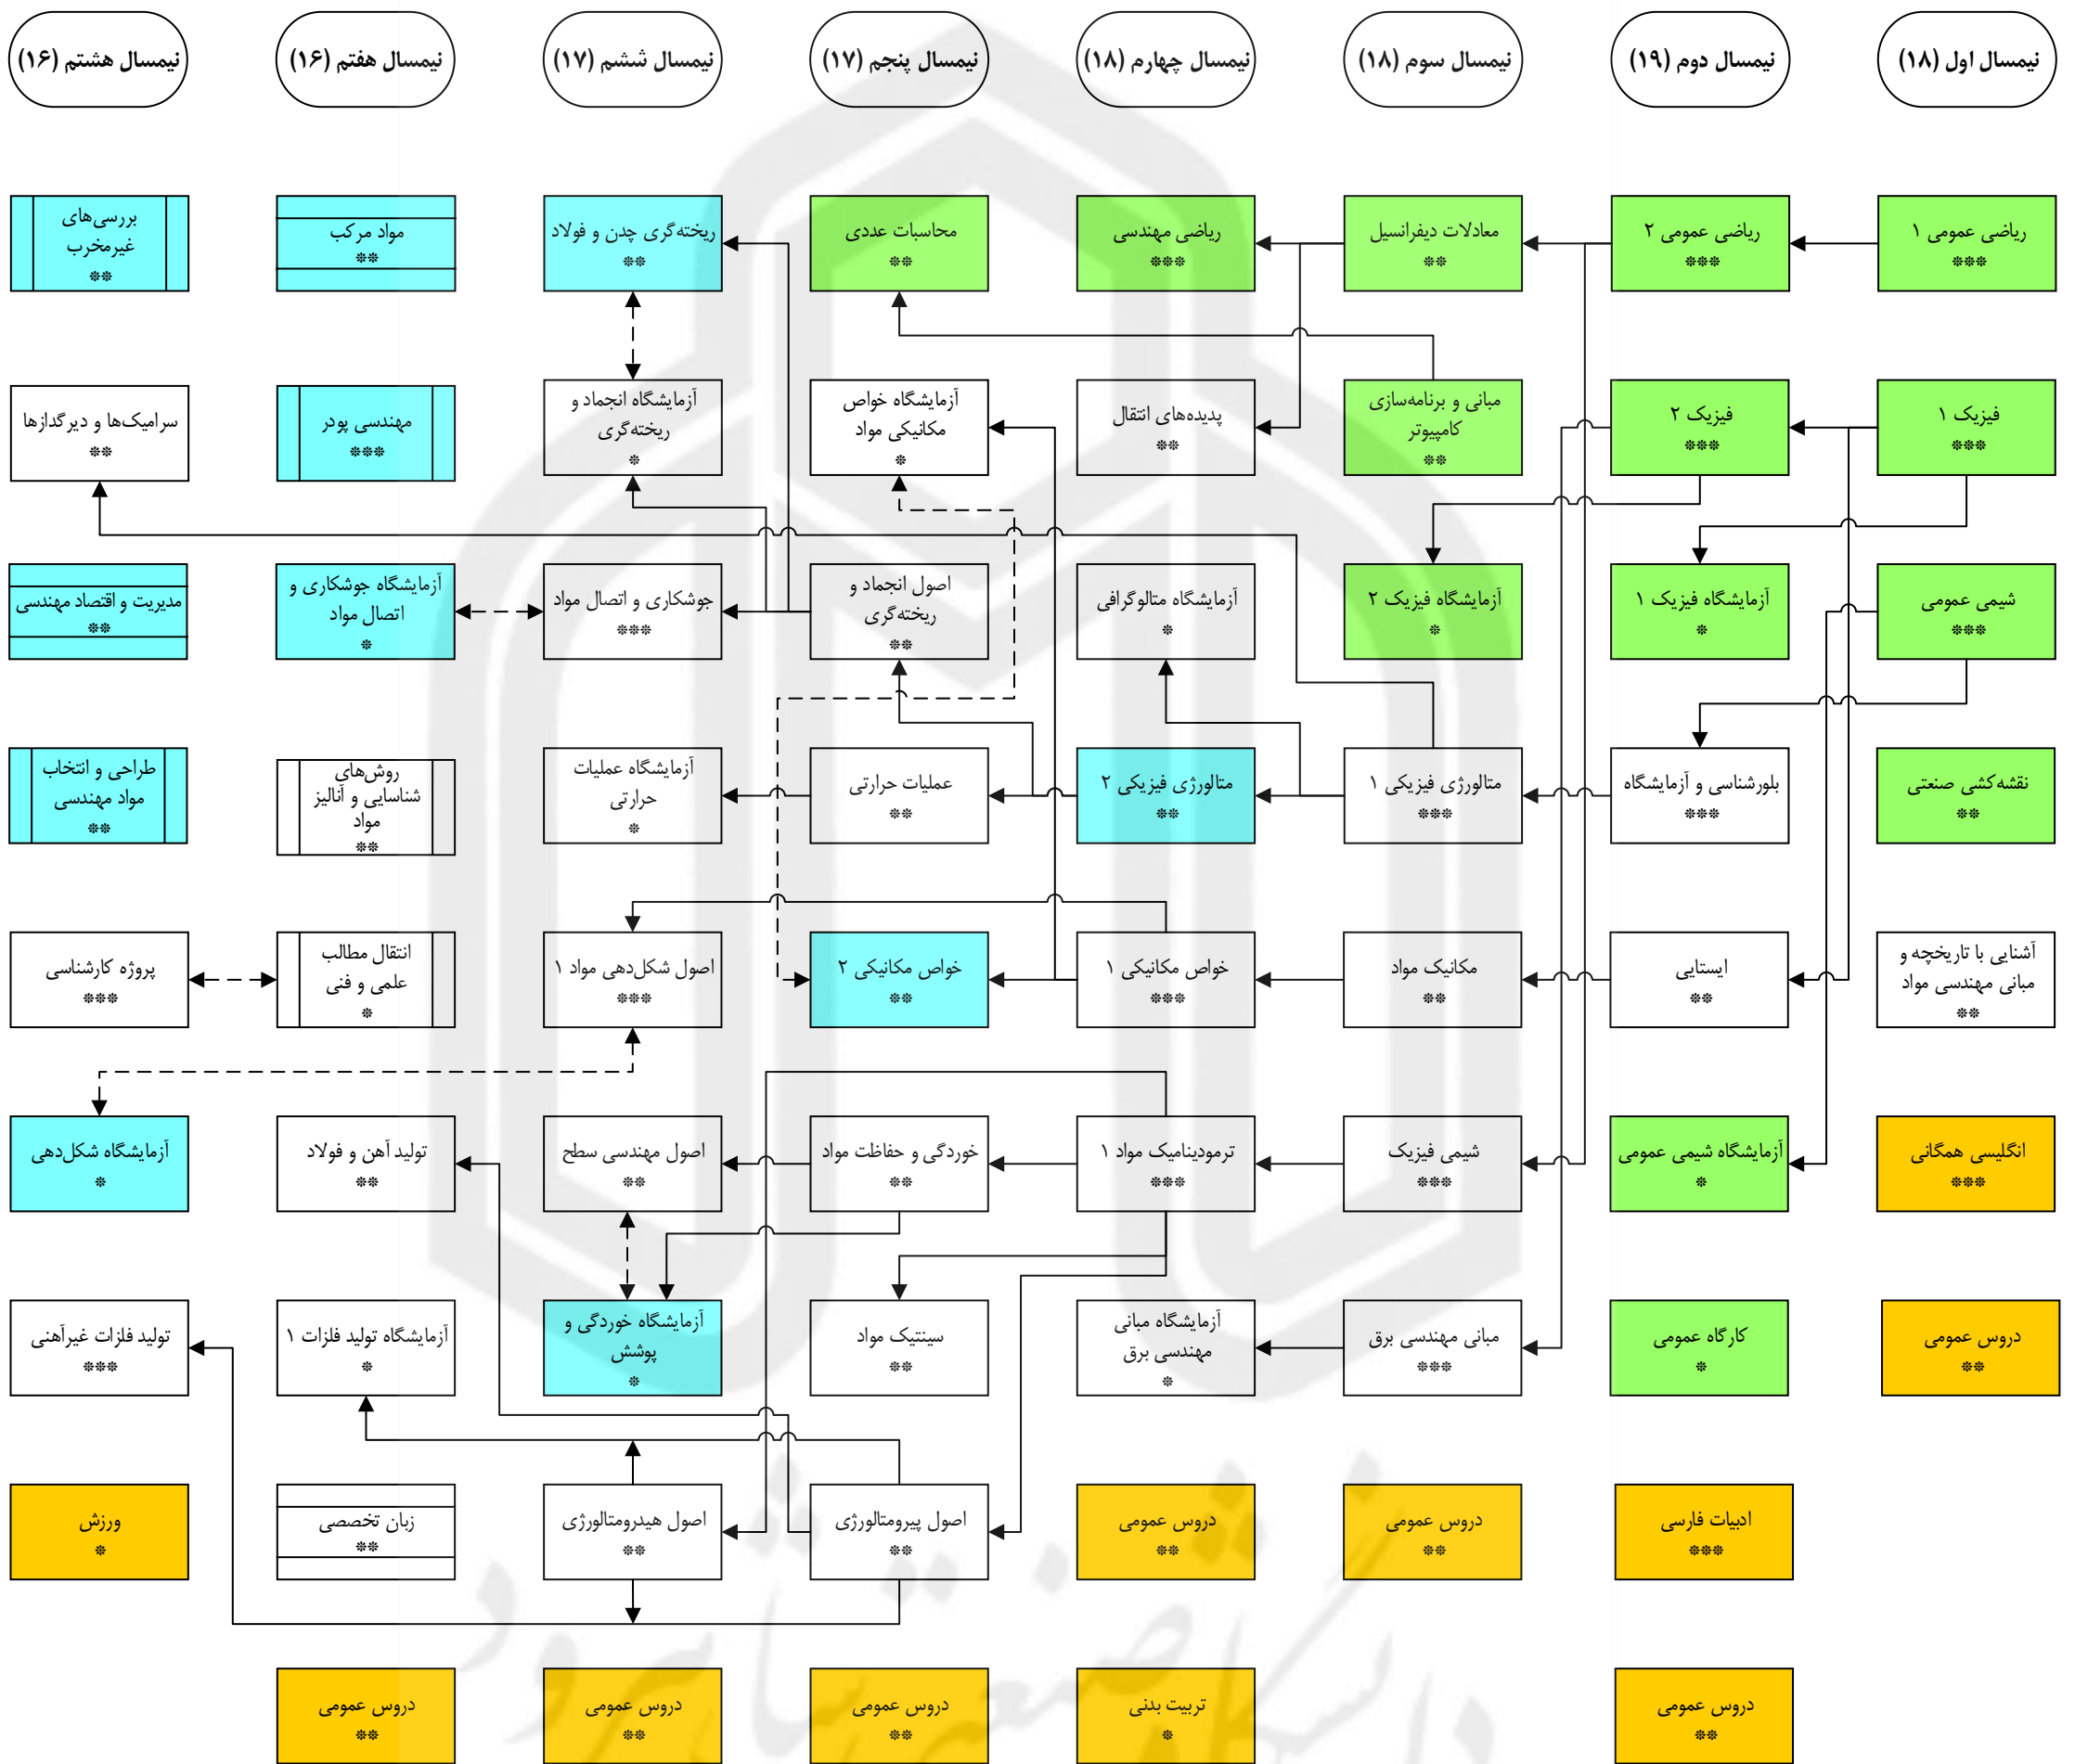 نیمسال اول (۱۸)
نیمسال دوم (۱۹)
نیمسال سوم (۱۸)
نیمسال چهارم (۱۸)
نیمسال پنجم (۱۷)
نیمسال ششم (۱۷)
نیمسال هفتم (۱۶)
نیمسال هشتم (۱۶)
ریاضی عمومی ۱
***
ریاضی عمومی ۲
***
معادلات دیفرانسیل
**
ریاضی مهندسی
***
محاسبات عددی
**
ریخته‌گری چدن و فولاد
**
مواد مرکب
**
بررسی‌های
غیرمخرب
**
فیزیک ۱
***
فیزیک ۲
***
مبانی و برنامه‌سازی
کامپیوتر
**
پدیده‌های انتقال
**
آزمایشگاه خواص
مکانیکی مواد
*
آزمایشگاه انجماد و
ریخته‌گری
*
مهندسی پودر
***
سرامیک‌ها و دیرگدازها
**
شیمی عمومی
***
آزمایشگاه فیزیک ۱
*
آزمایشگاه فیزیک ۲
*
آزمایشگاه متالوگرافی
*
اصول انجماد و
ریخته‌گری
**
جوشکاری و اتصال مواد
***
آزمایشگاه جوشکاری و
اتصال مواد
*
مدیریت و اقتصاد مهندسی
**
نقشه‌کشی صنعتی
**
بلورشناسی و آزمایشگاه
***
متالورژی فیزیکی ۱
***
متالورژی فیزیکی ۲
**
عملیات حرارتی
**
آزمایشگاه عملیات
حرارتی
*
روش‌های
شناسایی و آنالیز
مواد
**
طراحی و انتخاب
مواد مهندسی
**
آشنایی با تاریخچه و
مبانی مهندسی مواد
**
ایستایی
**
مکانیک مواد
**
خواص مکانیکی ۱
***
خواص مکانیکی ۲
**
اصول شکل‌دهی مواد ۱
***
انتقال مطالب
علمی و فنی
*
پروژه کارشناسی
***
انگلیسی همگانی
***
آزمایشگاه شیمی عمومی
*
شیمی فیزیک
***
ترمودینامیک مواد ۱
***
خوردگی و حفاظت مواد
**
اصول مهندسی سطح
**
تولید آهن و فولاد
**
آزمایشگاه شکل‌دهی
*
دروس عمومی
**
کارگاه عمومی
*
مبانی مهندسی برق
***
آزمایشگاه مبانی
مهندسی برق
*
سینتیک مواد
**
آزمایشگاه خوردگی و
پوشش
*
آزمایشگاه تولید فلزات ۱
*
تولید فلزات غیرآهنی
***
ادبیات فارسی
***
دروس عمومی
**
دروس عمومی
**
اصول پیرومتالورژی
**
اصول هیدرومتالورژی
**
زبان تخصصی
**
ورزش
*
دروس عمومی
**
تربیت بدنی
*
دروس عمومی
**
دروس عمومی
**
دروس عمومی
**